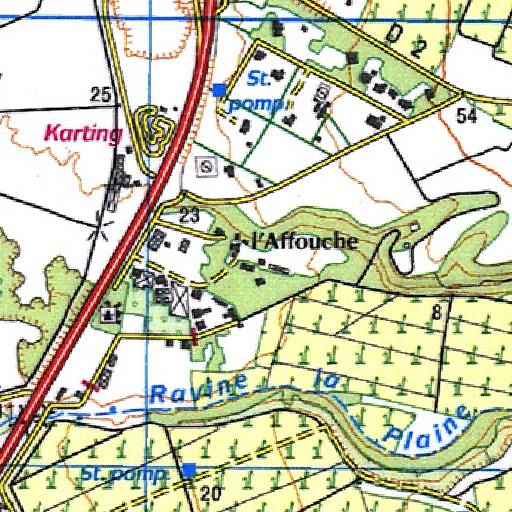 D 2
St.
pomp.
25
54
Karting
23
l'Affouche
8
Ravine la Plaine
St. pomp.
20